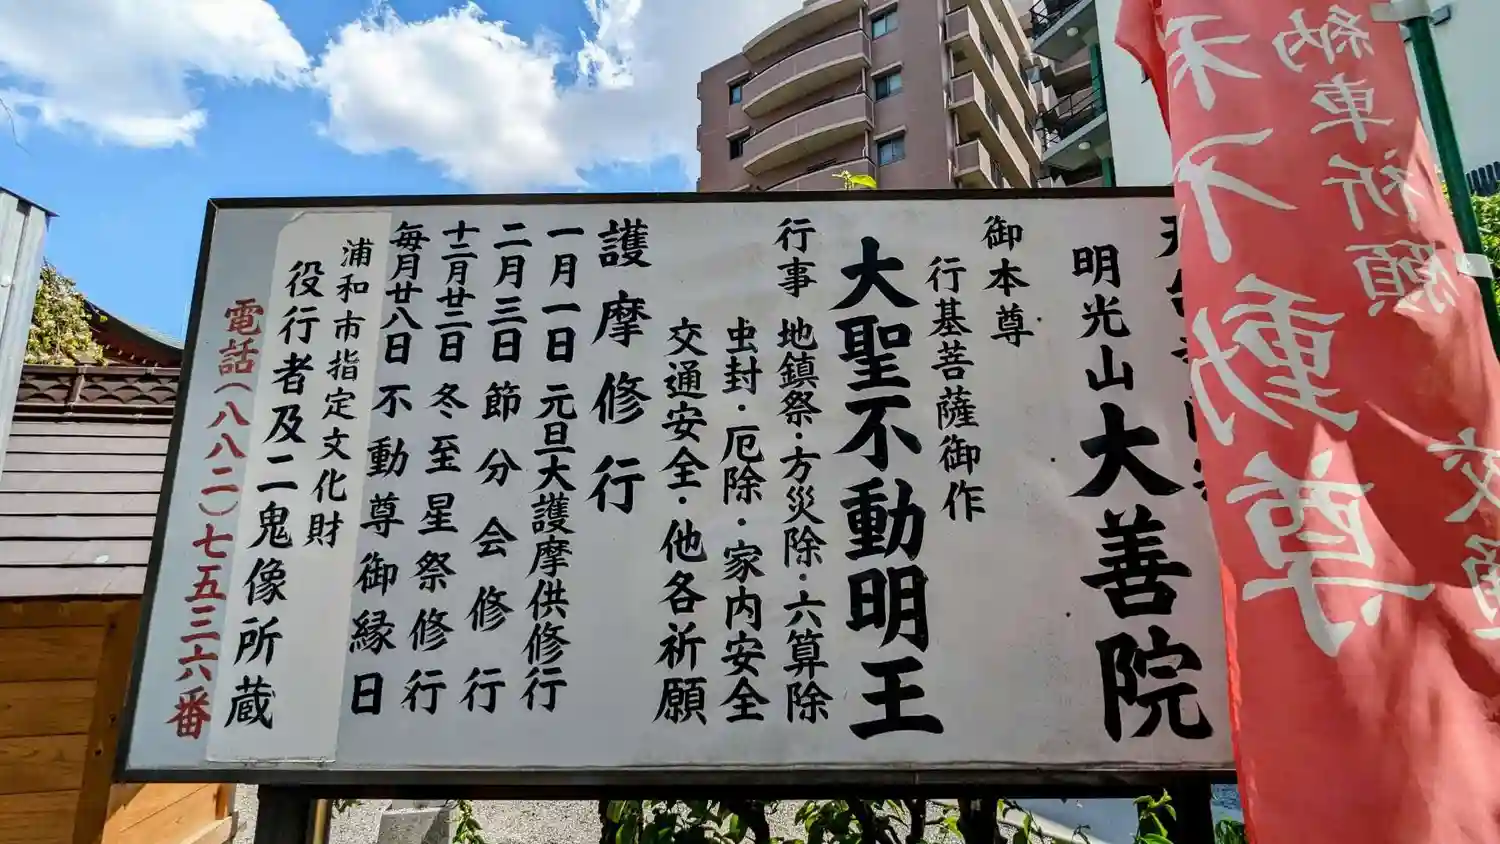 明光山 大善院
御本尊
行基菩薩御作
大聖不動明王
行事 地鎮祭・方災除・六算除
虫封・厄除・家内安全
交通安全・他各祈願
護摩修行
一月一日 元旦大護摩供修行
二月三日 節分会修行
十二月廿二日 冬至星祭修行
毎月廿八日 不動尊御縁日
浦和市指定文化財
役行者及二鬼像所蔵
電話(八八二)七五三六番
納車祈願
不動尊